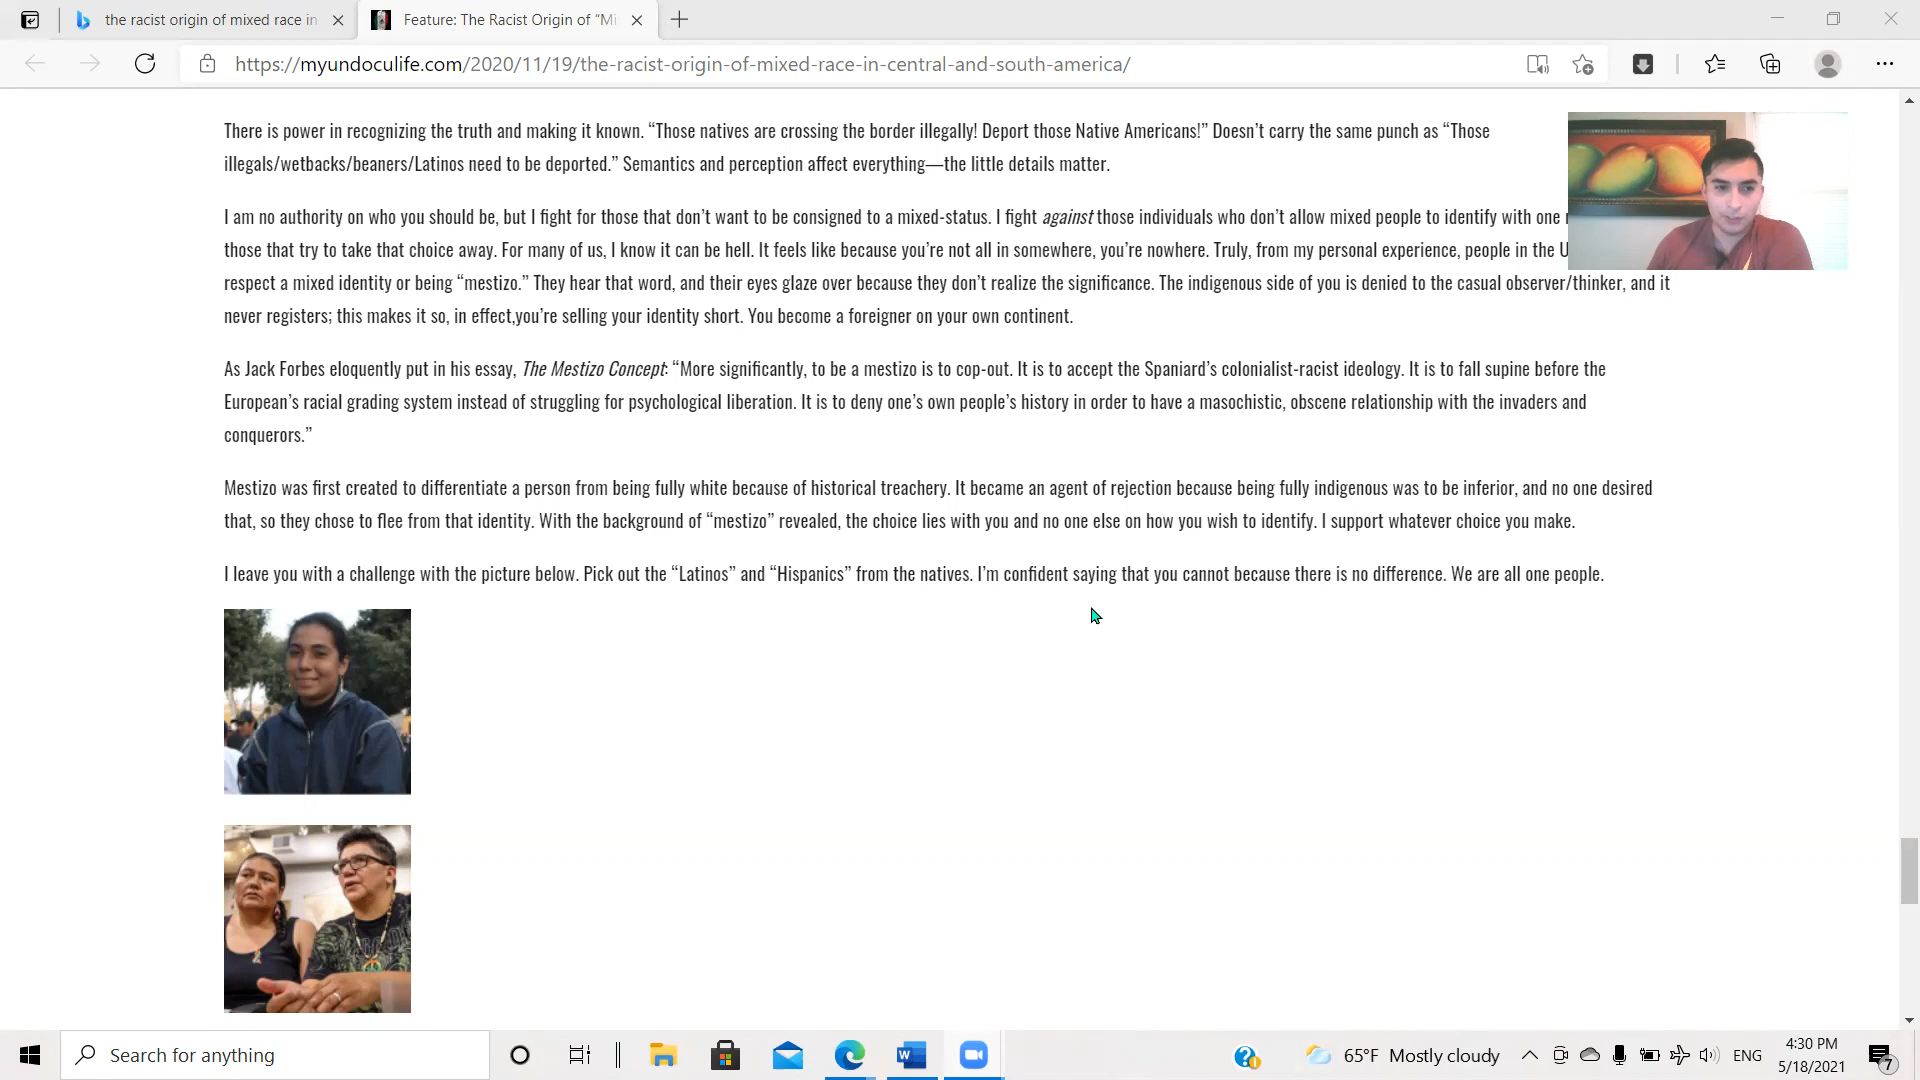 the racist origin of mixed race in
Feature: The Racist Origin of “Mi
https://myundoculife.com/2020/11/19/the-racist-origin-of-mixed-race-in-central-and-south-america/
There is power in recognizing the truth and making it known. “Those natives are crossing the border illegally! Deport those Native Americans!” Doesn’t carry the same punch as “Those
illegals/wetbacks/beaners/Latinos need to be deported.” Semantics and perception affect everything—the little details matter.
I am no authority on who you should be, but I fight for those that don’t want to be consigned to a mixed-status. I fight against those individuals who don’t allow mixed people to identify with one
those that try to take that choice away. For many of us, I know it can be hell. It feels like because you’re not all in somewhere, you’re nowhere. Truly, from my personal experience, people in the
respect a mixed identity or being “mestizo.” They hear that word, and their eyes glaze over because they don’t realize the significance. The indigenous side of you is denied to the casual observer/thinker, and it
never registers; this makes it so, in effect,you’re selling your identity short. You become a foreigner on your own continent.
As Jack Forbes eloquently put in his essay, The Mestizo Concept: “More significantly, to be a mestizo is to cop-out. It is to accept the Spaniard’s colonialist-racist ideology. It is to fall supine before the
European’s racial grading system instead of struggling for psychological liberation. It is to deny one’s own people’s history in order to have a masochistic, obscene relationship with the invaders and
conquerors.”
Mestizo was first created to differentiate a person from being fully white because of historical treachery. It became an agent of rejection because being fully indigenous was to be inferior, and no one desired
that, so they chose to flee from that identity. With the background of “mestizo” revealed, the choice lies with you and no one else on how you wish to identify. I support whatever choice you make.
I leave you with a challenge with the picture below. Pick out the “Latinos” and “Hispanics” from the natives. I’m confident saying that you cannot because there is no difference. We are all one people.
Search for anything
65°F Mostly cloudy
ENG
4:30 PM
5/18/2021
7